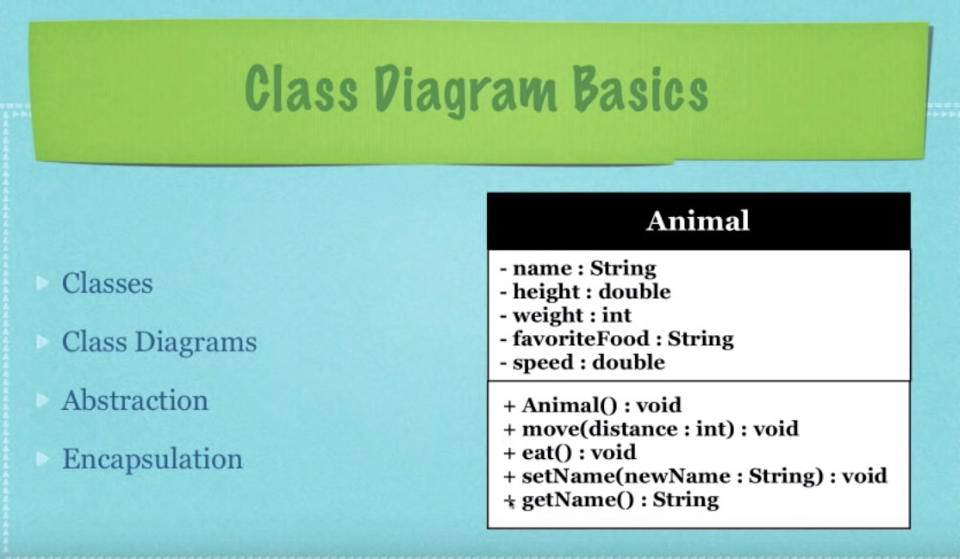 Class Diagram Basics
Classes
Class Diagrams
Abstraction
Encapsulation
Animal
- name : String
- height : double
- weight : int
- favoriteFood : String
- speed : double
+ Animal() : void
+ move(distance : int) : void
+ eat() : void
+ setName(newName : String) : void
+ getName() : String